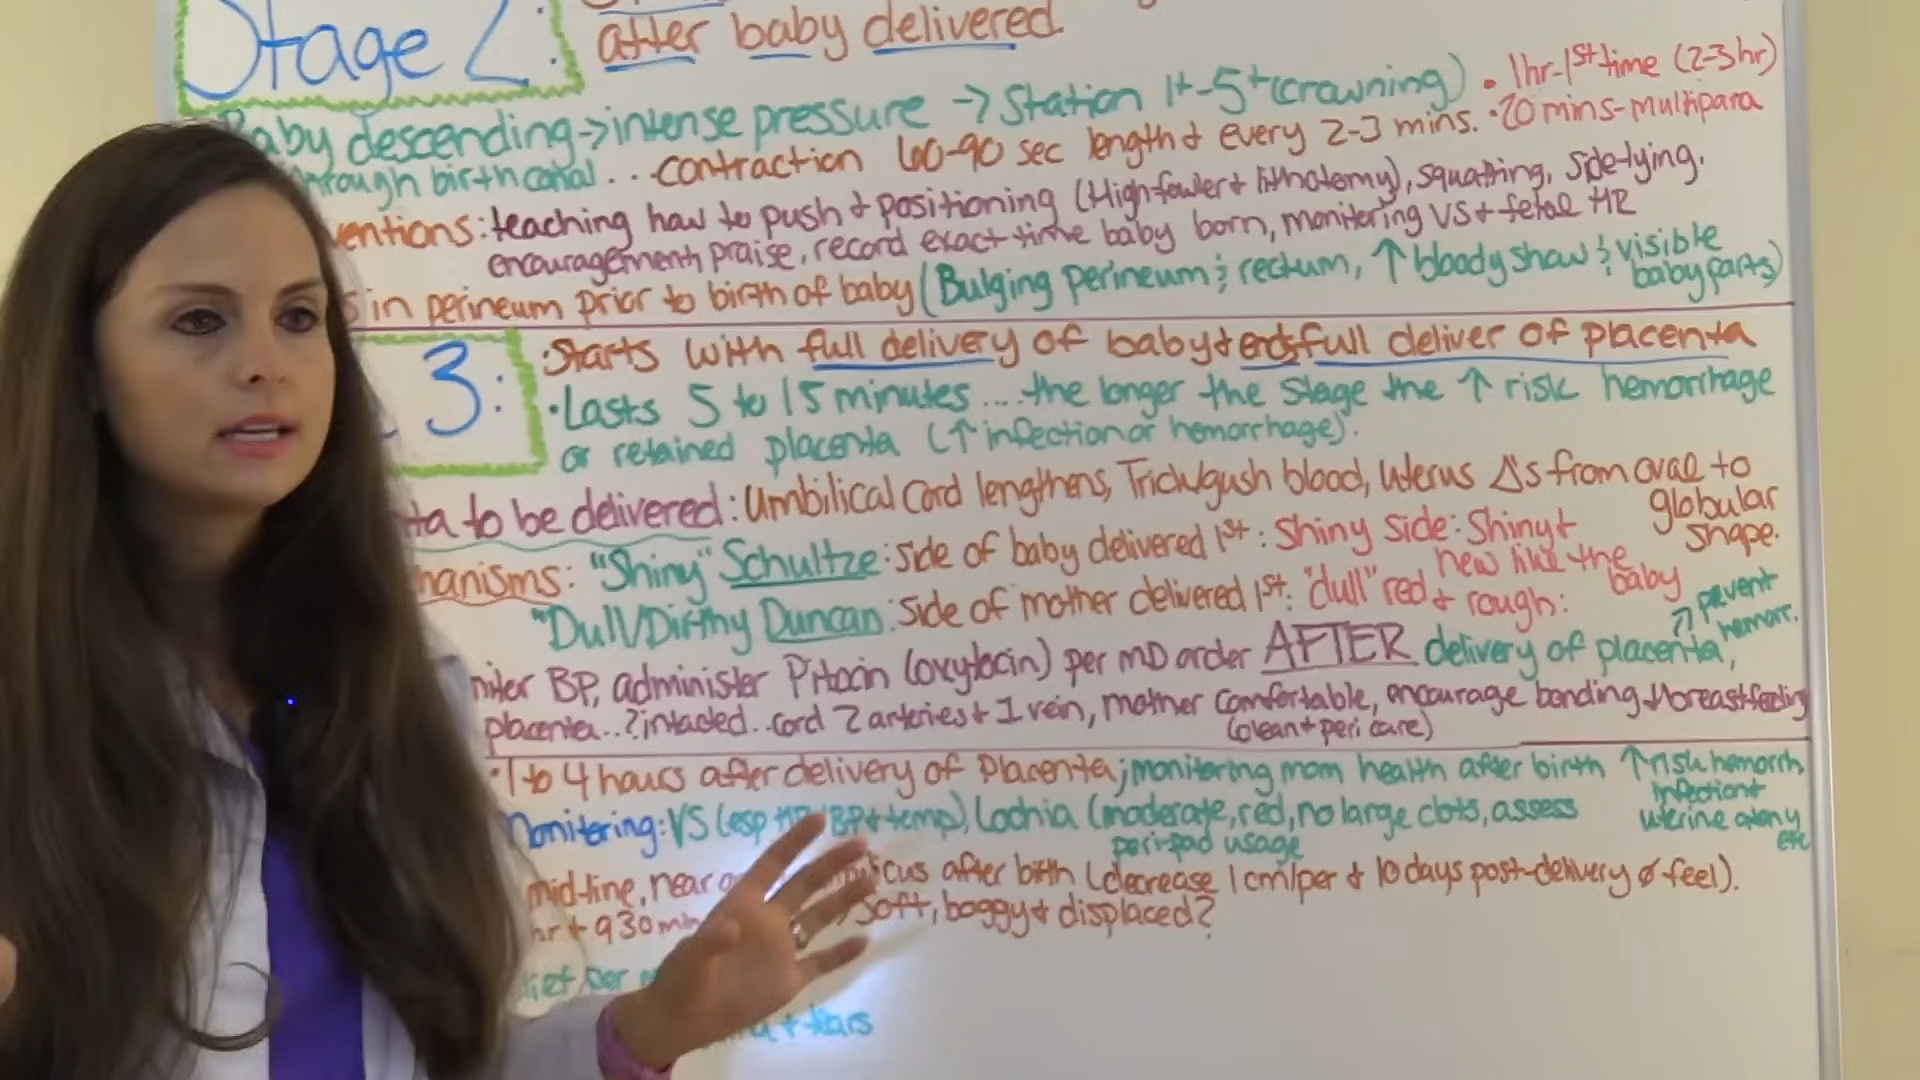 Stage 2:
after baby delivered.
Baby descending→intense pressure → Station 1+-5+(crowning)
• 1hr-1st time (2-3hr)
through birth canal...contraction 60-90 sec length & every 2-3 mins.
• 20 mins-multipara
ventions: teaching how to push & positioning (High-fowler & lithotomy), squatting, side-lying.
encouragement praise, record exact time baby born, monitoring VS & fetal HR
s in perineum prior to birth of baby (Bulging perineum & rectum, ↑ bloody show & visible
baby parts)
3:
• Starts with full delivery of baby & ends full deliver of placenta
• Lasts 5 to 15 minutes....the longer the stage the ↑ risk hemorrhage
or retained placenta (↑ infection or hemorrhage).
ta to be delivered: Umbilical Cord lengthens, Trickle/gush blood, Uterus Δ's from oval to
globular
shape.
hanisms: "Shiny" Schultze: side of baby delivered 1st: Shiny side: Shiny &
new like the
baby
"Dull/Dirty Duncan: side of mother delivered 1st: "dull" red & rough:
nitor BP, administer Pitocin (oxytocin) per MD order AFTER delivery of placenta,
↗ prevent
hemorr.
placenta..? intacted..cord 2 arteries & 1 vein, mother comfortable, encourage bonding & breastfeeding
(clean & peri care)
• 1 to 4 hours after delivery of Placenta; monitoring mom health after birth ↑ risk hemorrh
infection &
uterine atony
etc
Monitoring: VS (esp HR, BP & temp), Lochia (moderate, red, no large clots, assess
peri-pad usage
mid-line, near o icus after birth (decrease 1cm/per & 10 days post-delivery ø feel).
hr + q30 min soft, boggy & displaced?
lief per
+ tears